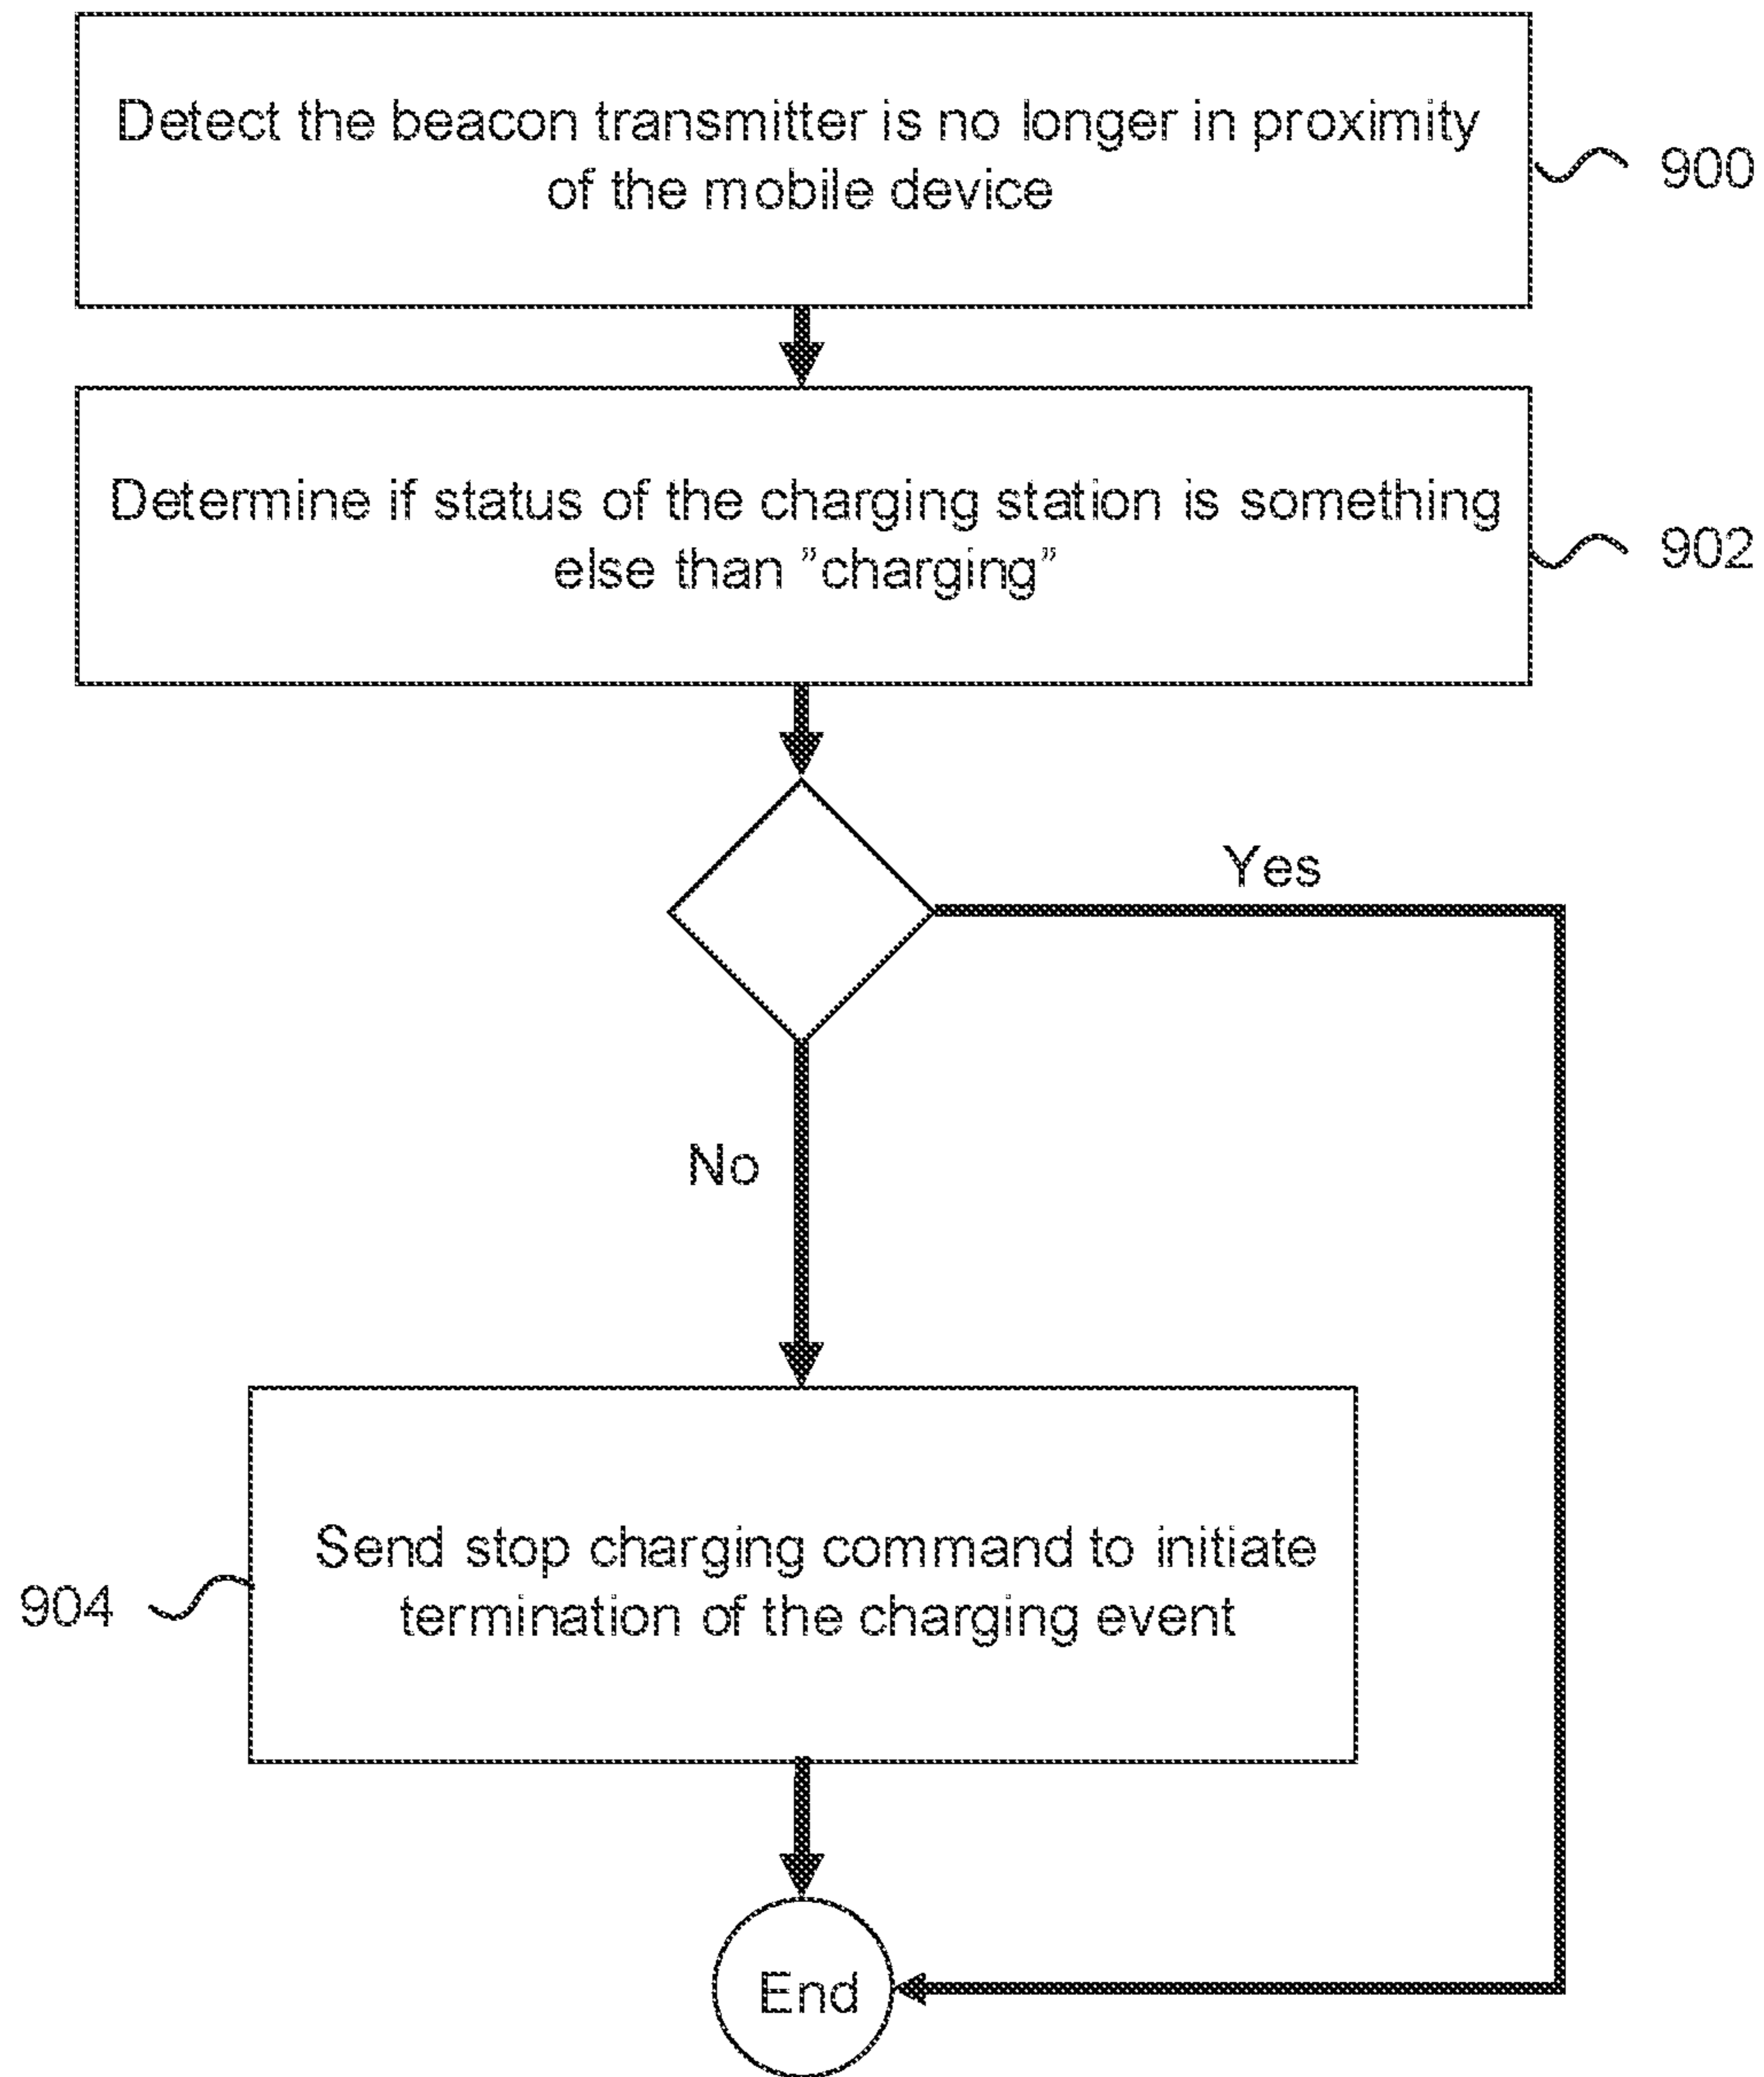 Detect the beacon transmitter is no longer in proximity
of the mobile device
900
Determine if status of the charging station is something
else than ”charging”
902
Yes
No
Send stop charging command to initiate
termination of the charging event
904
End